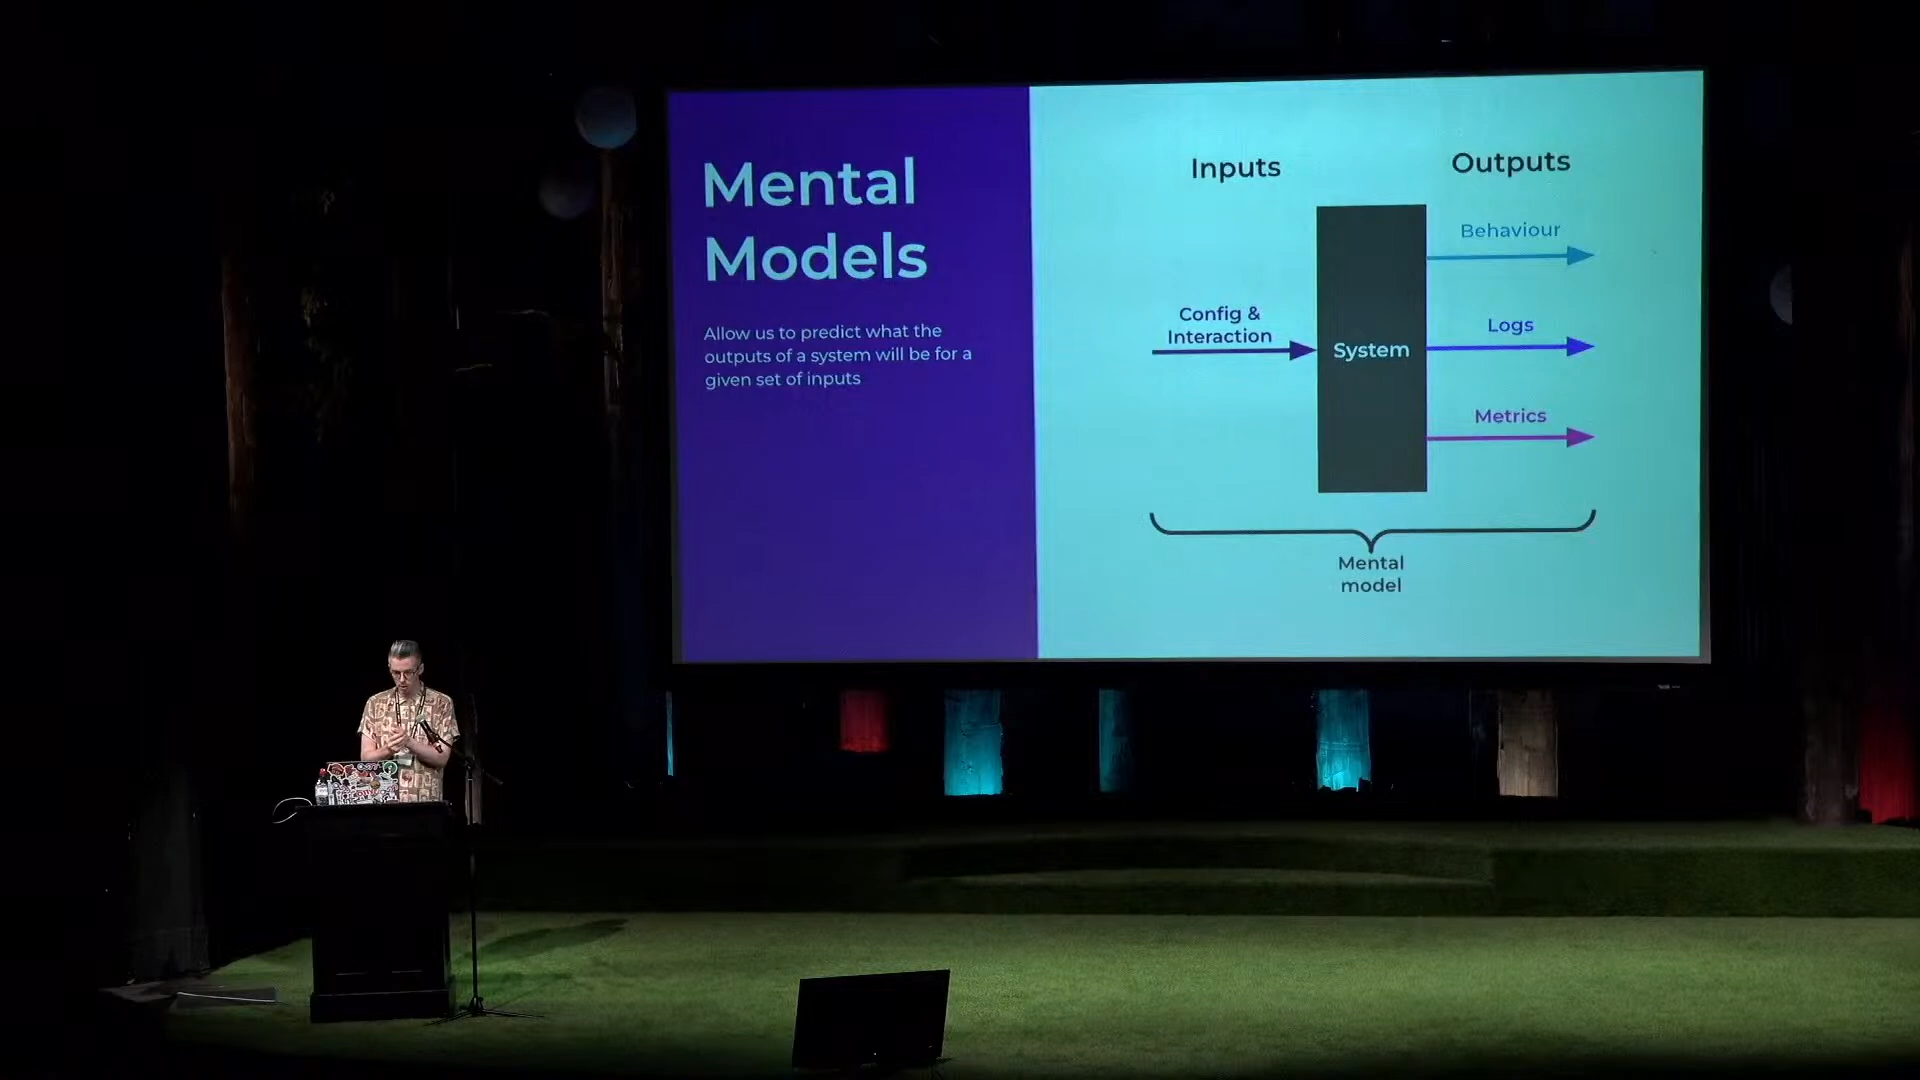 Mental
Models
Allow us to predict what the
outputs of a system will be for a
given set of inputs
Inputs
Outputs
Behaviour
Config &
Interaction
Logs
System
Metrics
Mental
model